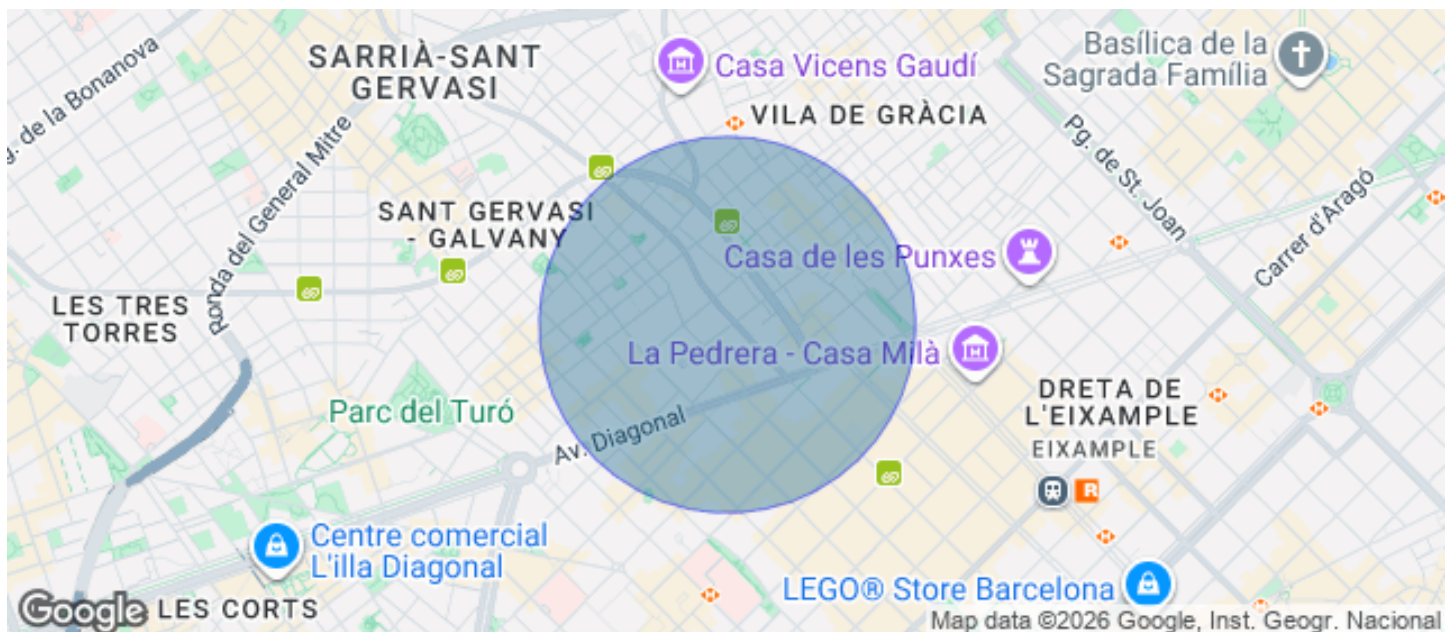 SARRIÀ-SANT
GERVASI
Casa Vicens Gaudí
Basílica de la
Sagrada Família
g. de la Bonanova
VILA DE GRÀCIA
Ronda del General Mitre
Pg. de St. Joan
Carrer d'Aragó
SANT GERVASI
- GALVANY
Casa de les Punxes
LES TRES
TORRES
La Pedrera - Casa Milà
DRETA DE
L'EIXAMPLE
EIXAMPLE
Parc del Turó
Av. Diagonal
R
Centre comercial
L'illa Diagonal
LEGO® Store Barcelona
Google
LES CORTS
Map data ©2026 Google, Inst. Geogr. Nacional